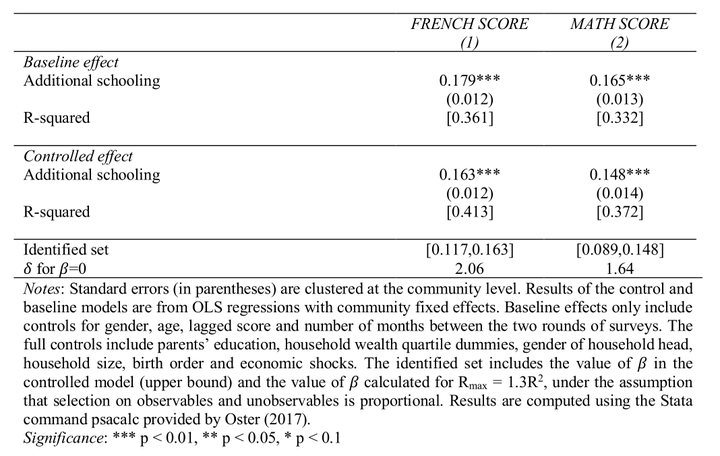 FRENCH SCORE MATH SCORE
(1) (2)
Baseline effect
Additional schooling 0.179*** 0.165***
(0.012) (0.013)
R-squared [0.361] [0.332]
Controlled effect
Additional schooling 0.163*** 0.148***
(0.012) (0.014)
R-squared [0.413] [0.372]
Identified set [0.117,0.163] [0.089,0.148]
δ for β=0 2.06 1.64
Notes: Standard errors (in parentheses) are clustered at the community level. Results of the control and
baseline models are from OLS regressions with community fixed effects. Baseline effects only include
controls for gender, age, lagged score and number of months between the two rounds of surveys. The
full controls include parents’ education, household wealth quartile dummies, gender of household head,
household size, birth order and economic shocks. The identified set includes the value of β in the
controlled model (upper bound) and the value of β calculated for Rmax = 1.3R², under the assumption
that selection on observables and unobservables is proportional. Results are computed using the Stata
command psacalc provided by Oster (2017).
Significance: *** p < 0.01, ** p < 0.05, * p < 0.1